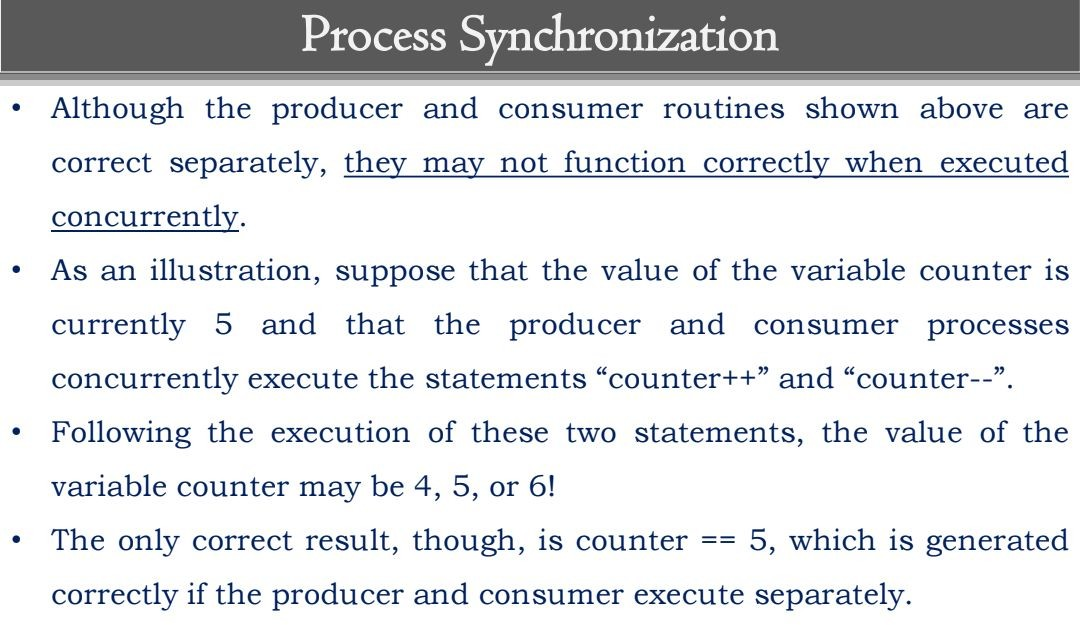 Process Synchronization
• Although the producer and consumer routines shown above are
correct separately, they may not function correctly when executed
concurrently.
• As an illustration, suppose that the value of the variable counter is
currently 5 and that the producer and consumer processes
concurrently execute the statements “counter++” and “counter--”.
• Following the execution of these two statements, the value of the
variable counter may be 4, 5, or 6!
• The only correct result, though, is counter == 5, which is generated
correctly if the producer and consumer execute separately.